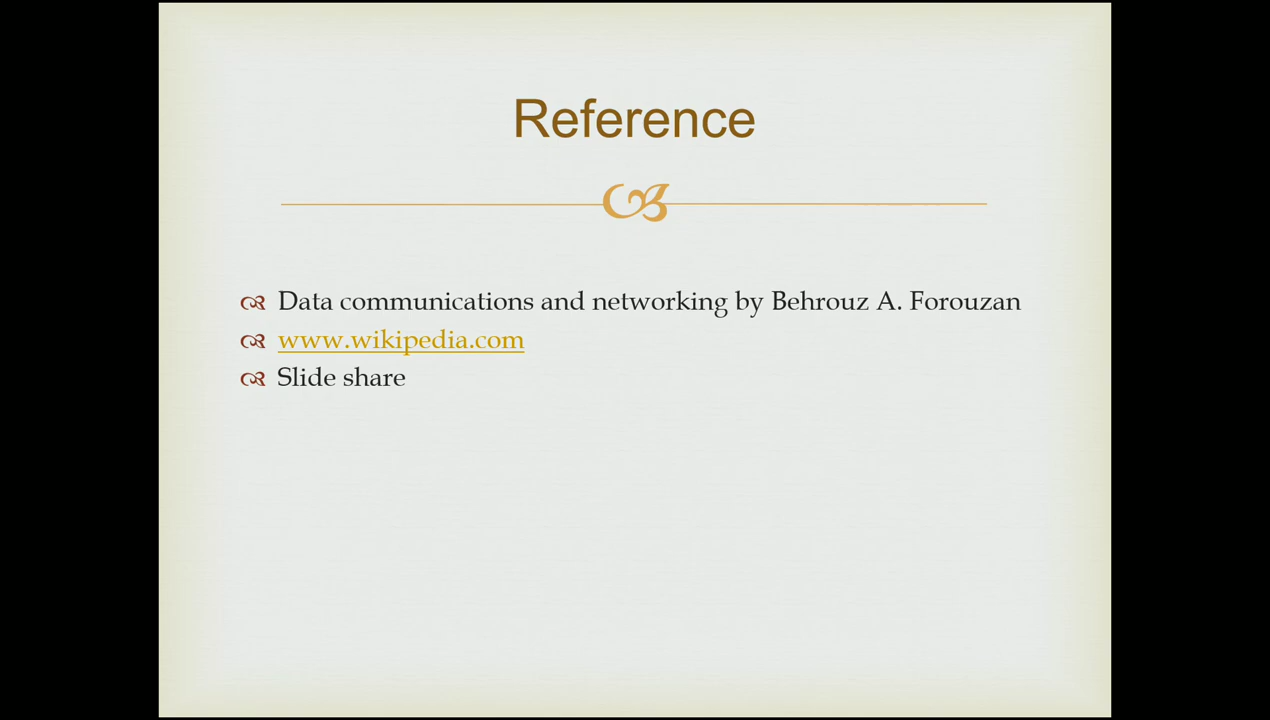 Reference
Data communications and networking by Behrouz A. Forouzan
www.wikipedia.com
Slide share